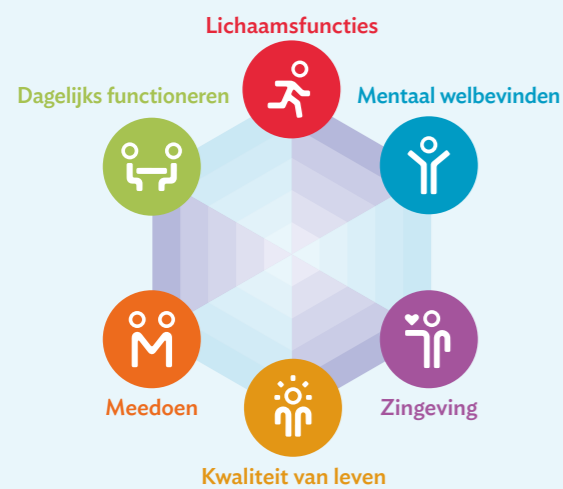 Lichaamsfuncties
Dagelijks functioneren
Mentaal welbevinden
Meedoen
Zingeving
Kwaliteit van leven